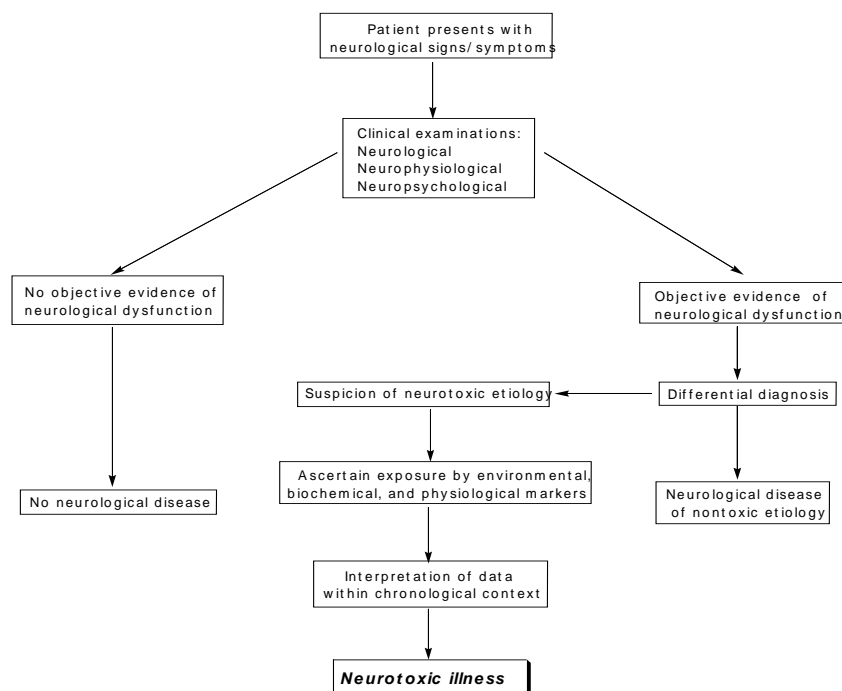 Patient presents with
neurological signs/symptoms
Clinical examinations:
Neurological
Neurophysiological
Neuropsychological
No objective evidence of
neurological dysfunction
Objective evidence of
neurological dysfunction
Suspicion of neurotoxic etiology
Differential diagnosis
Ascertain exposure by environmental,
biochemical, and physiological markers
No neurological disease
Neurological disease
of nontoxic etiology
Interpretation of data
within chronological context
Neurotoxic illness